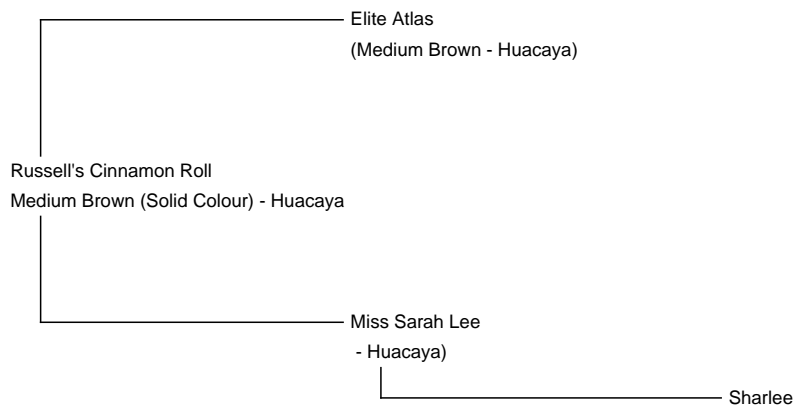 Elite Atlas
(Medium Brown - Huacaya)
Russell's Cinnamon Roll
Medium Brown (Solid Colour) - Huacaya
Miss Sarah Lee
- Huacaya)
Sharlee